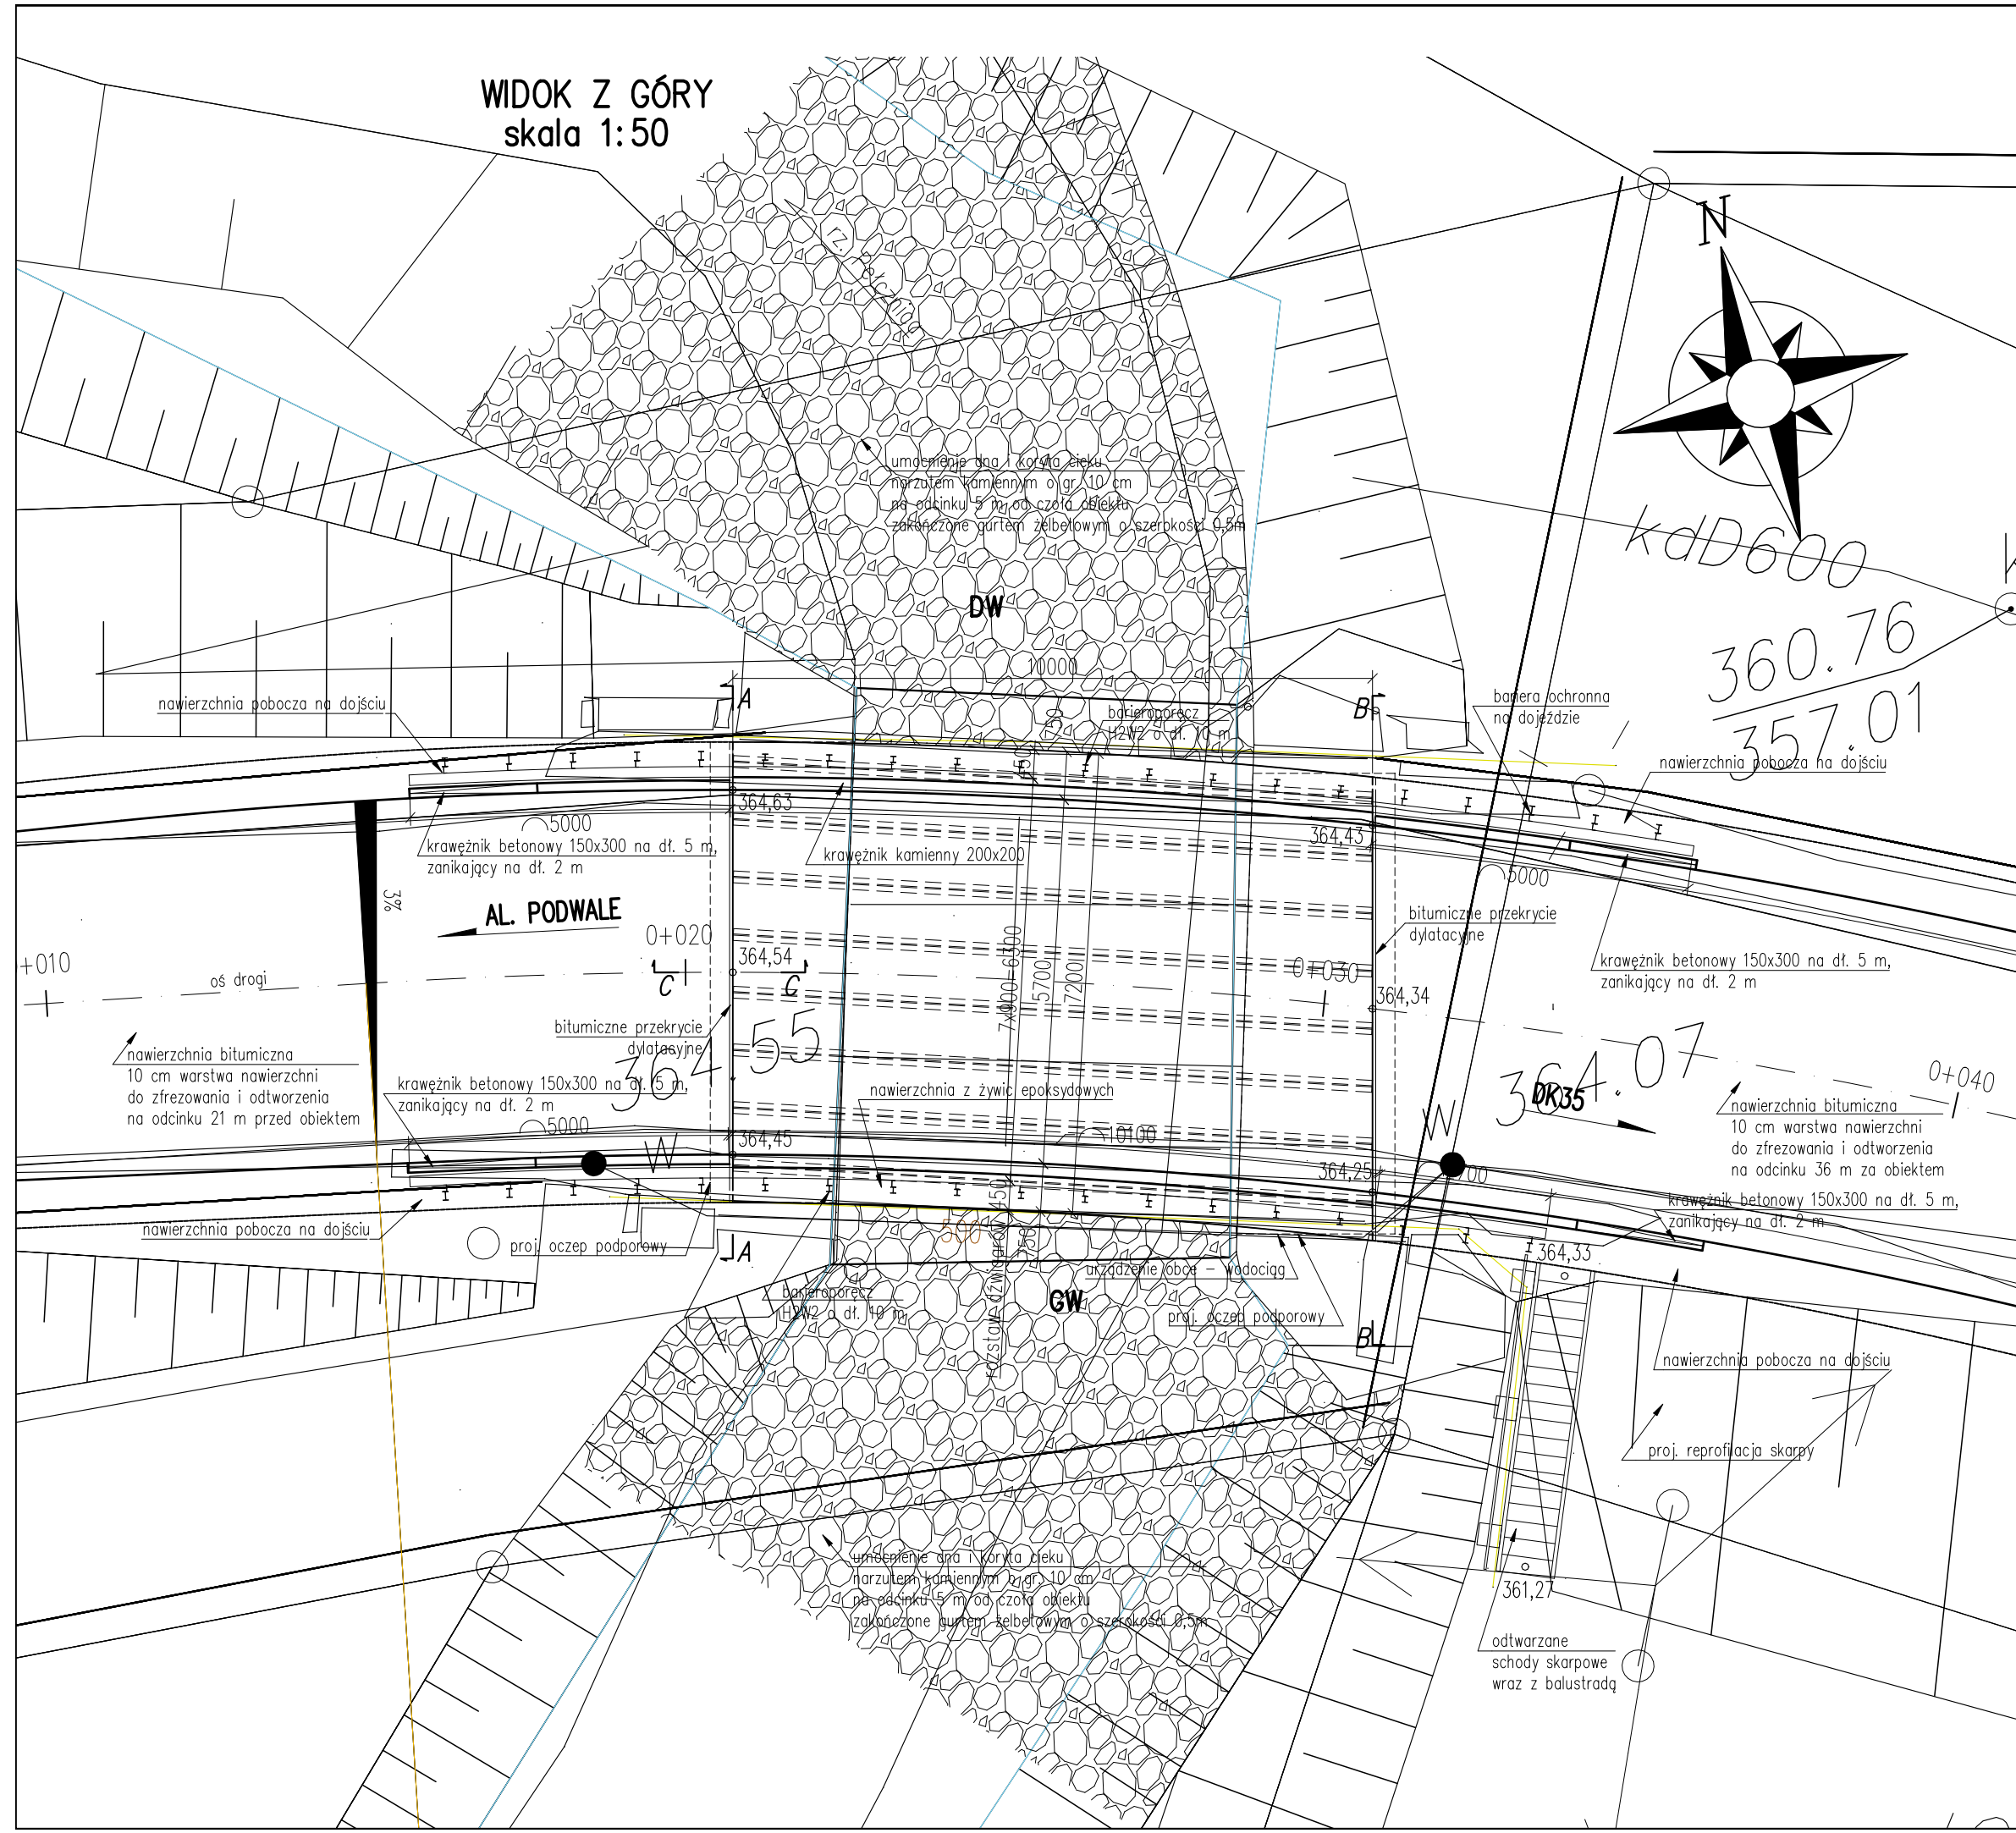 WIDOK Z GÓRY
skala 1:50
N
rz. Pełcznica
umocnienie dna i koryta cieku
narzutem kamiennym o gr. 10 cm
na odcinku 5 m od czoła obiektu
zakończone gurtem żelbetowym o szerokości 0,5m
kdD600
DW
360.76
357.01
10000
A
B
nawierzchnia pobocza na dojściu
barieroporęcz
H2W2 o dł. 10 m
bariera ochronna
na dojeździe
nawierzchnia pobocza na dojściu
750
450
364,63
5000
krawężnik betonowy 150x300 na dł. 5 m,
zanikający na dł. 2 m
krawężnik kamienny 200x200
364,43
5000
3%
AL. PODWALE
bitumiczne przekrycie
dylatacyjne
0+020
364,54
7x900=6300
5700
7200
0+030
krawężnik betonowy 150x300 na dł. 5 m,
zanikający na dł. 2 m
+010
oś drogi
C
C
364,34
bitumiczne przekrycie
dylatacyjne
364.55
364.07
nawierzchnia bitumiczna
10 cm warstwa nawierzchni
do zfrezowania i odtworzenia
na odcinku 21 m przed obiektem
krawężnik betonowy 150x300 na dł. 5 m,
zanikający na dł. 2 m
nawierzchnia z żywic epoksydowych
DK35
0+040
nawierzchnia bitumiczna
10 cm warstwa nawierzchni
do zfrezowania i odtworzenia
na odcinku 36 m za obiektem
5000
364,45
10100
W
W
364,25
krawężnik betonowy 150x300 na dł. 5 m,
zanikający na dł. 2 m
nawierzchnia pobocza na dojściu
proj. oczep podporowy
A
500
450
750
rozstaw dźwigarów
364,33
urządzenie obce – wodociąg
barieroporęcz
H2W2 o dł. 10 m
GW
proj. oczep podporowy
B
nawierzchnia pobocza na dojściu
proj. reprofilacja skarpy
umocnienie dna i koryta cieku
narzutem kamiennym o gr. 10 cm
na odcinku 5 m od czoła obiektu
zakończone gurtem żelbetowym o szerokości 0,5m
361,27
odtwarzane
schody skarpowe
wraz z balustradą